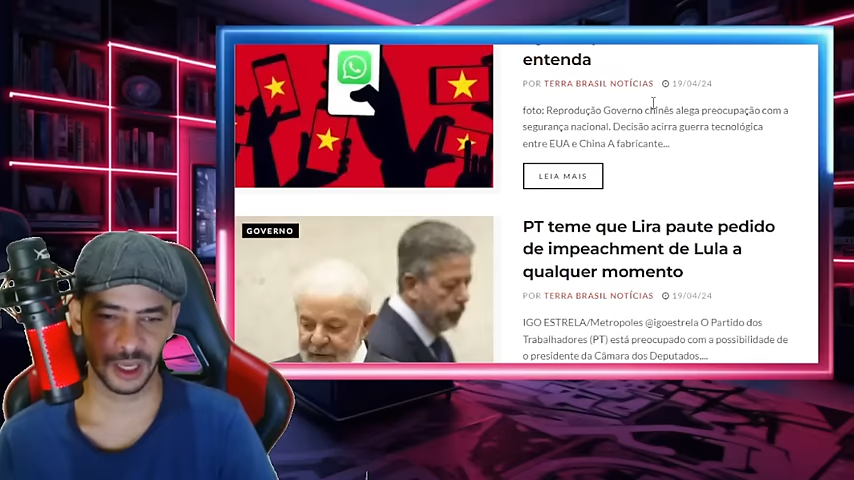 entenda
POR TERRA BRASIL NOTÍCIAS 19/04/24
foto: Reprodução Governo chinês alega preocupação com a
segurança nacional. Decisão acirra guerra tecnológica
entre EUA e China A fabricante...
LEIA MAIS
GOVERNO
PT teme que Lira paute pedido
de impeachment de Lula a
qualquer momento
POR TERRA BRASIL NOTÍCIAS 19/04/24
IGO ESTRELA/Metropoles @igoestrela O Partido dos
Trabalhadores (PT) está preocupado com a possibilidade de
o presidente da Câmara dos Deputados,...